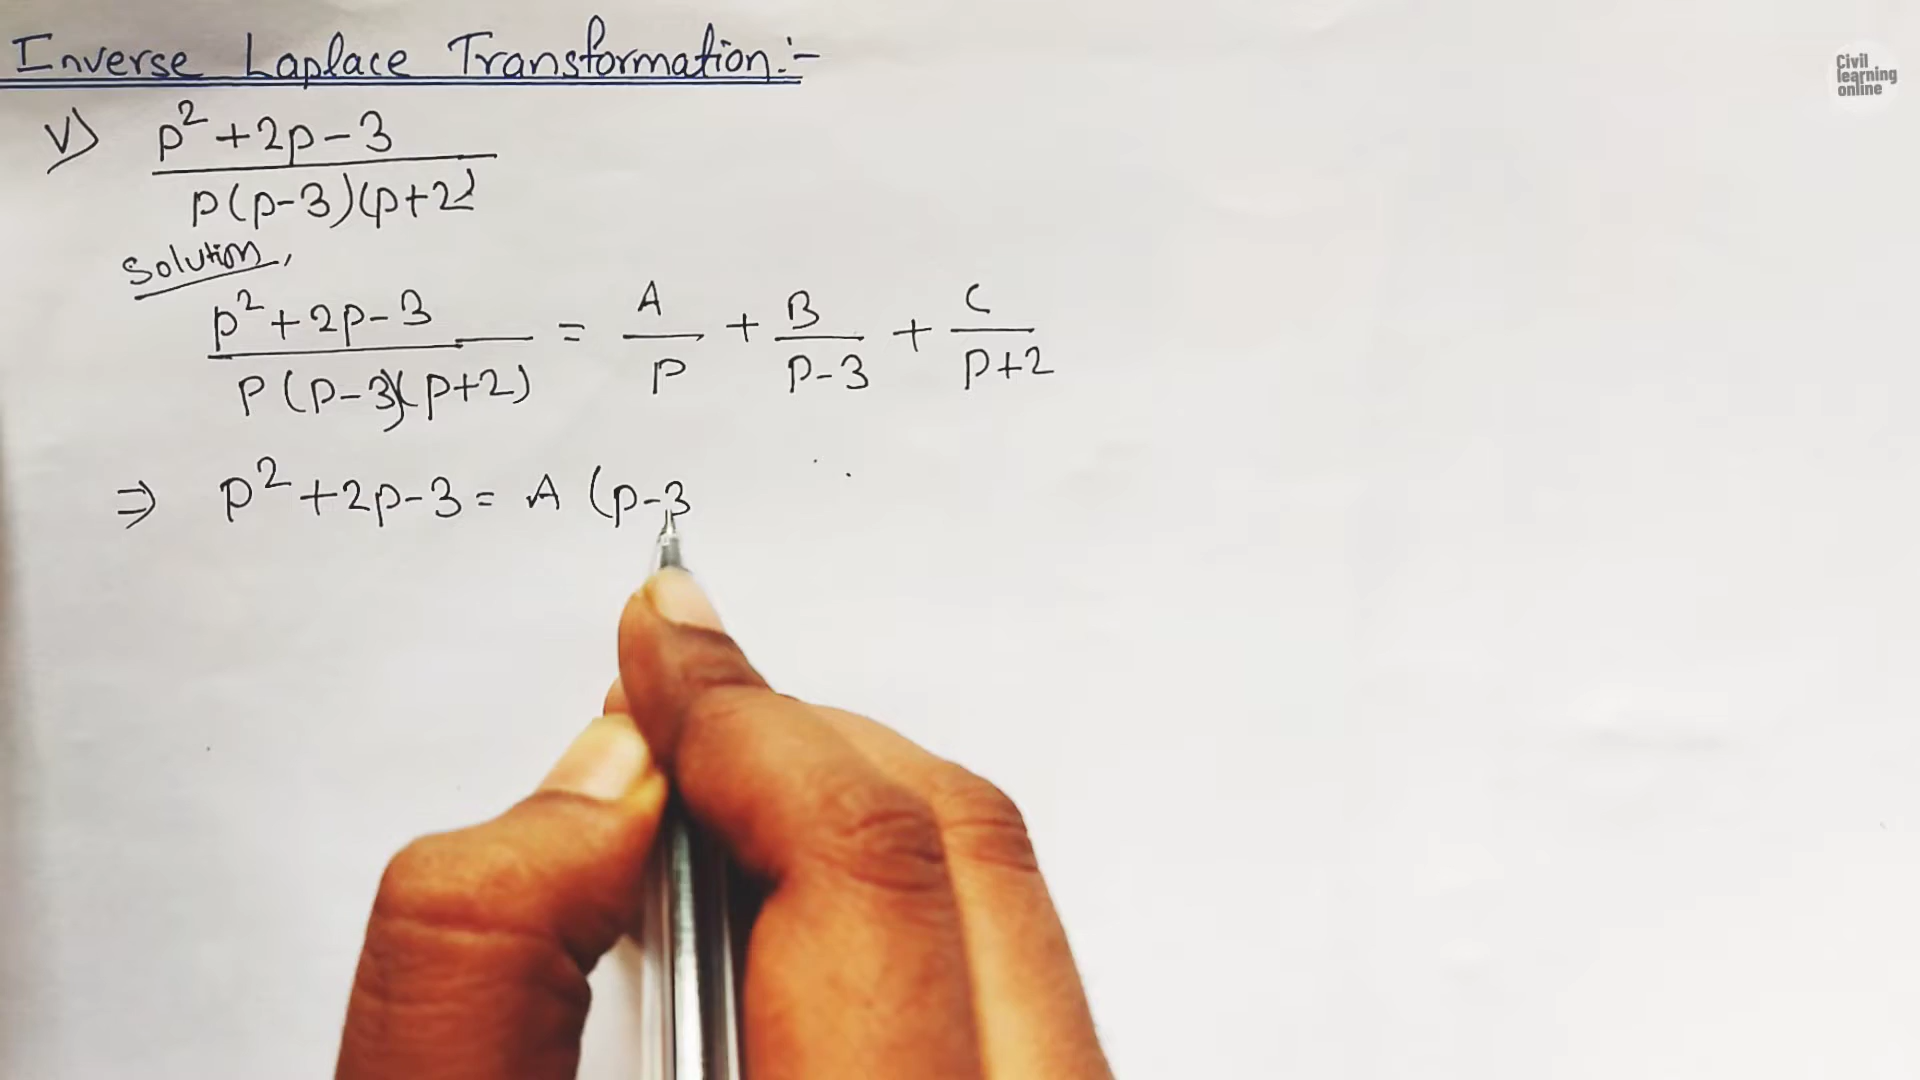 Inverse Laplace Transformation:-
Civil
learning
online
V) p² + 2p - 3
p(p-3)(p+2)
Solution,
p² + 2p - 3 = A + B + C
P(p-3)(p+2) P P-3 P+2
⇒ p² + 2p - 3 = A (p-3